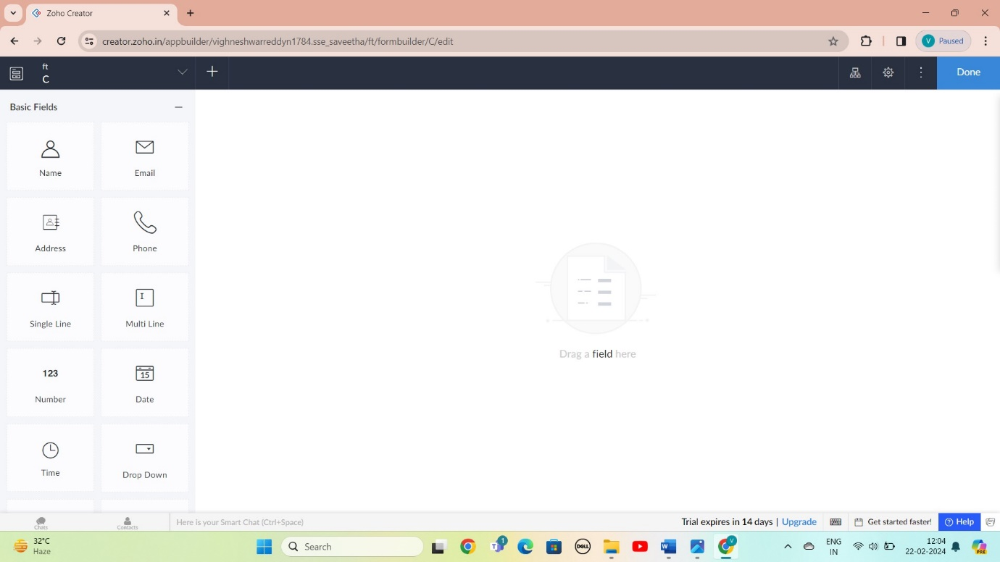 Zoho Creator
creator.zoho.in/appbuilder/vighneshwarreddyn1784.sse_saveetha/ft/formbuilder/C/edit
V Paused
ft
C
Done
Basic Fields
Name
Email
Address
Phone
Single Line
Multi Line
123
Number
15
Date
Time
Drop Down
Drag a field here
Chats
Contacts
Here is your Smart Chat (Ctrl+Space)
Trial expires in 14 days | Upgrade
Get started faster!
Help
32°C
Haze
Search
1
DELL
V
ENG
IN
12:04
22-02-2024
PRE